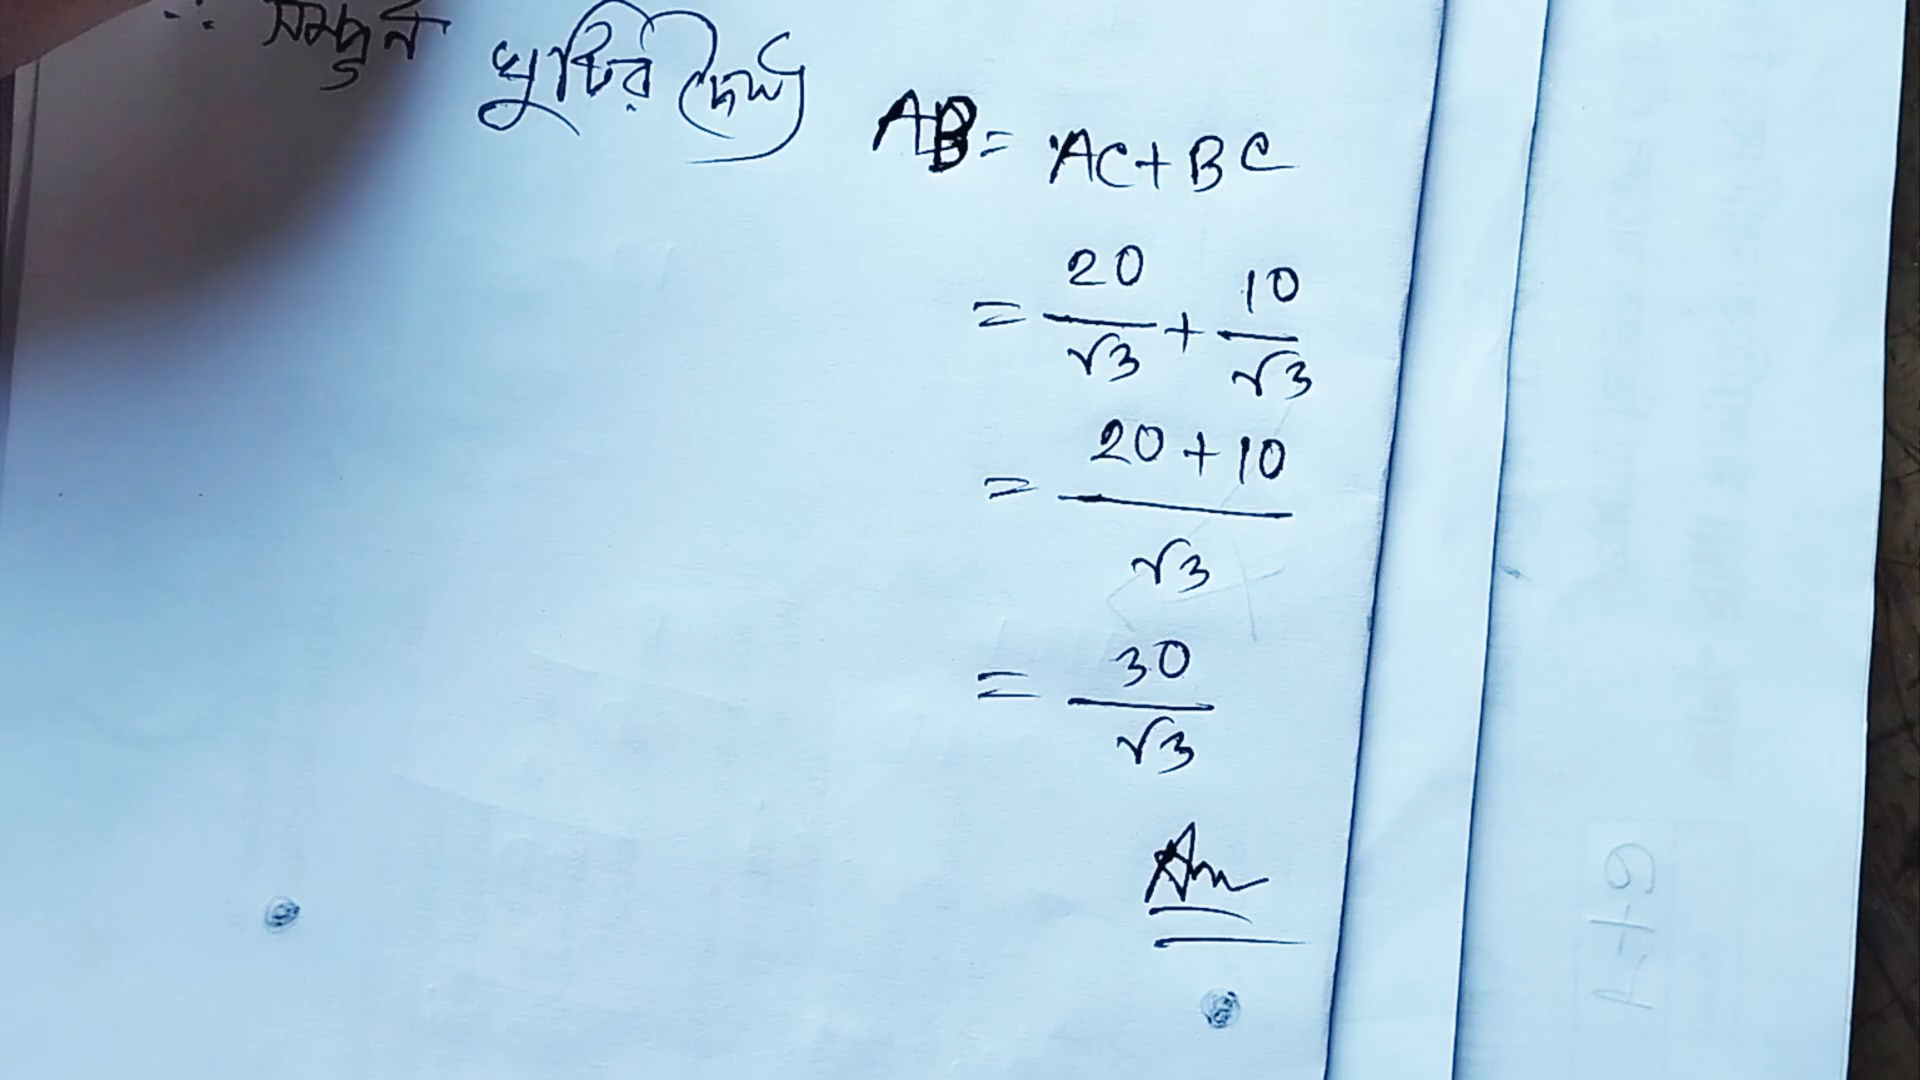 ∴ সম্পূর্ন খুটির দৈর্ঘ্য AB = AC + BC
= 20/√3 + 10/√3
= 20 + 10/√3
= 30/√3
Ans